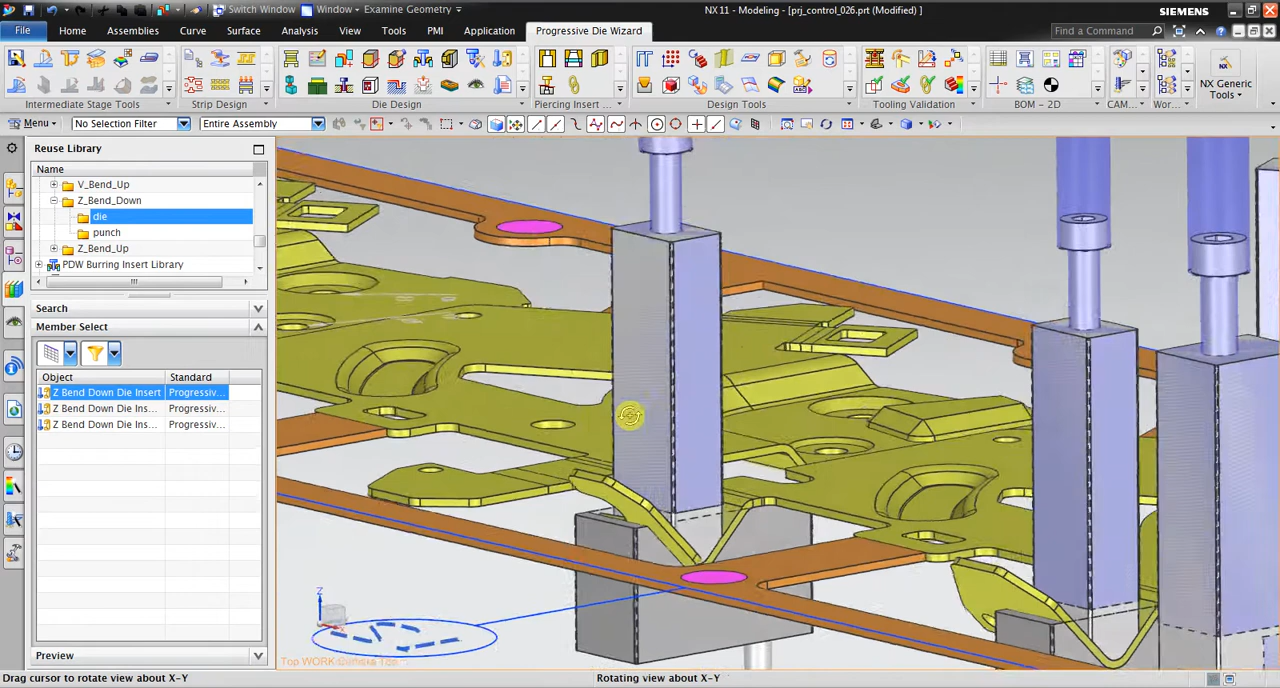 Switch Window Window Examine Geometry NX 11 - Modeling - [prj_control_026.prt (Modified) ] SIEMENS
File Home Assemblies Curve Surface Analysis View Tools PMI Application Progressive Die Wizard Find a Command
NX Generic
Tools
Intermediate Stage Tools Strip Design Die Design Piercing Insert ... Design Tools Tooling Validation BOM - 2D CAM... Wor...
Menu No Selection Filter Entire Assembly
Reuse Library
Name
V_Bend_Up
Z_Bend_Down
die
punch
Z_Bend_Up
PDW Burring Insert Library
Search
Member Select
Object Standard
Z Bend Down Die Insert Progressiv...
Z Bend Down Die Ins... Progressiv...
Z Bend Down Die Ins... Progressiv...
Preview
Z
Drag cursor to rotate view about X-Y Rotating view about X-Y